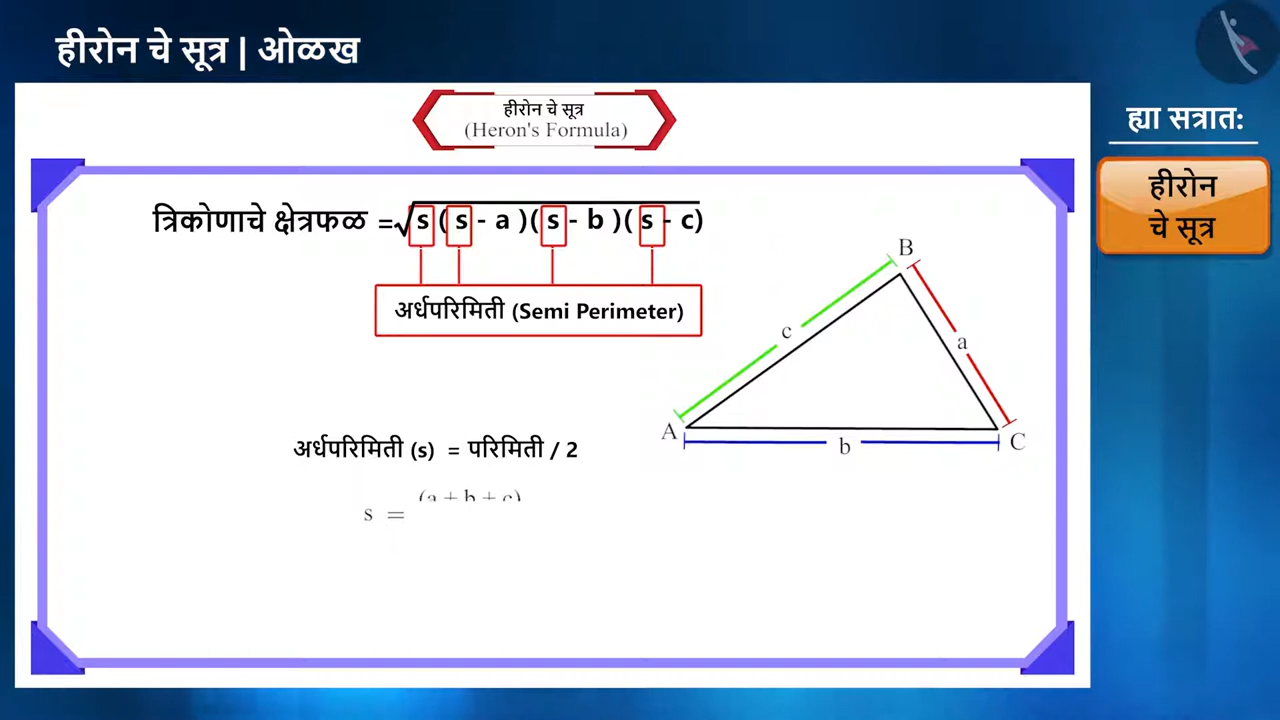 हीरोन चे सूत्र | ओळख
हीरोन चे सूत्र
(Heron's Formula)
ह्या सत्रात:
हीरोन
चे सूत्र
त्रिकोणाचे क्षेत्रफळ =√s ( s - a )( s - b )( s - c)
अर्धपरिमिती (Semi Perimeter)
B
c
a
A
C
b
अर्धपरिमिती (s) = परिमिती / 2
(a + b + c)
s =